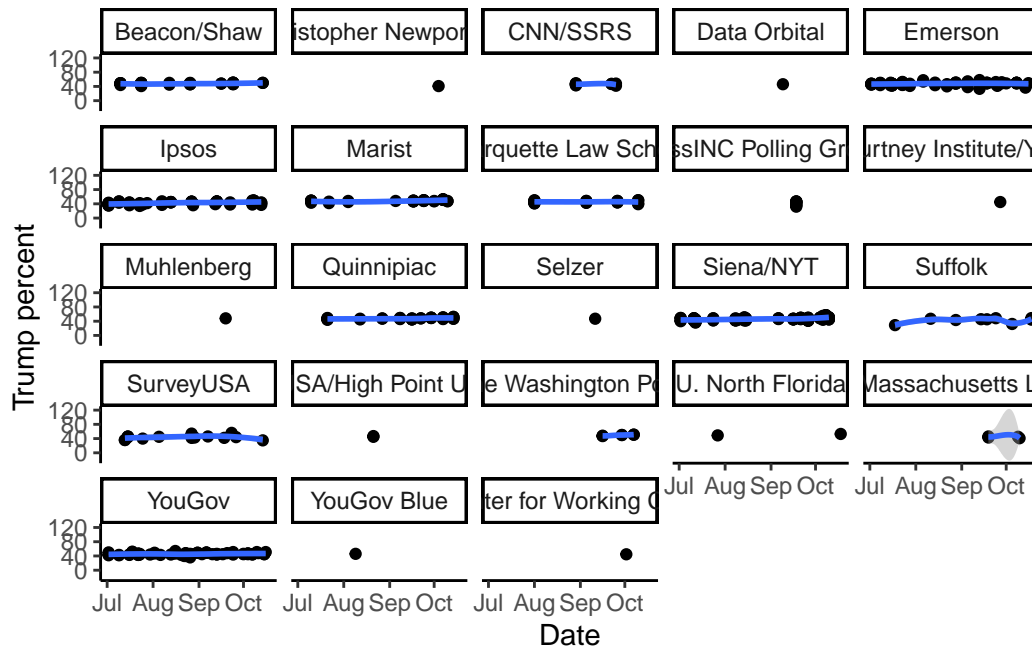 Beacon/Shaw
istopher Newpor
CNN/SSRS
Data Orbital
Emerson
120
80
40
0
Ipsos
Marist
rquette Law Sch
ssINC Polling Gr
urtney Institute/Y
120
80
40
0
Muhlenberg
Quinnipiac
Selzer
Siena/NYT
Suffolk
120
80
40
0
SurveyUSA
SA/High Point U
e Washington Po
U. North Florida
Massachusetts L
120
80
40
0
Jul Aug Sep Oct
Jul Aug Sep Oct
YouGov
YouGov Blue
ter for Working C
120
80
40
0
Jul Aug Sep Oct
Jul Aug Sep Oct
Jul Aug Sep Oct
Date
Trump percent